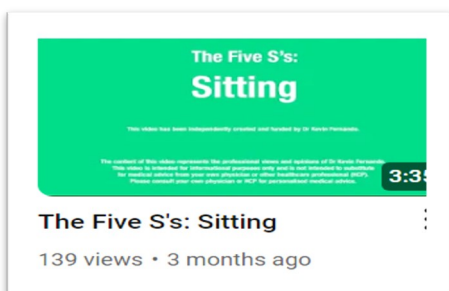 The Five S's:
Sitting
This video has been independently created and funded by Dr Kevin Fernando.
The content of this video represents the professional views and opinions of Dr Kevin Fernando.
This video is intended for informational purposes only and is not intended to substitute
for medical advice from your own physician or other healthcare professional (HCP).
Please consult your own physician or HCP for personalised medical advice.
3:35
The Five S's: Sitting
139 views • 3 months ago